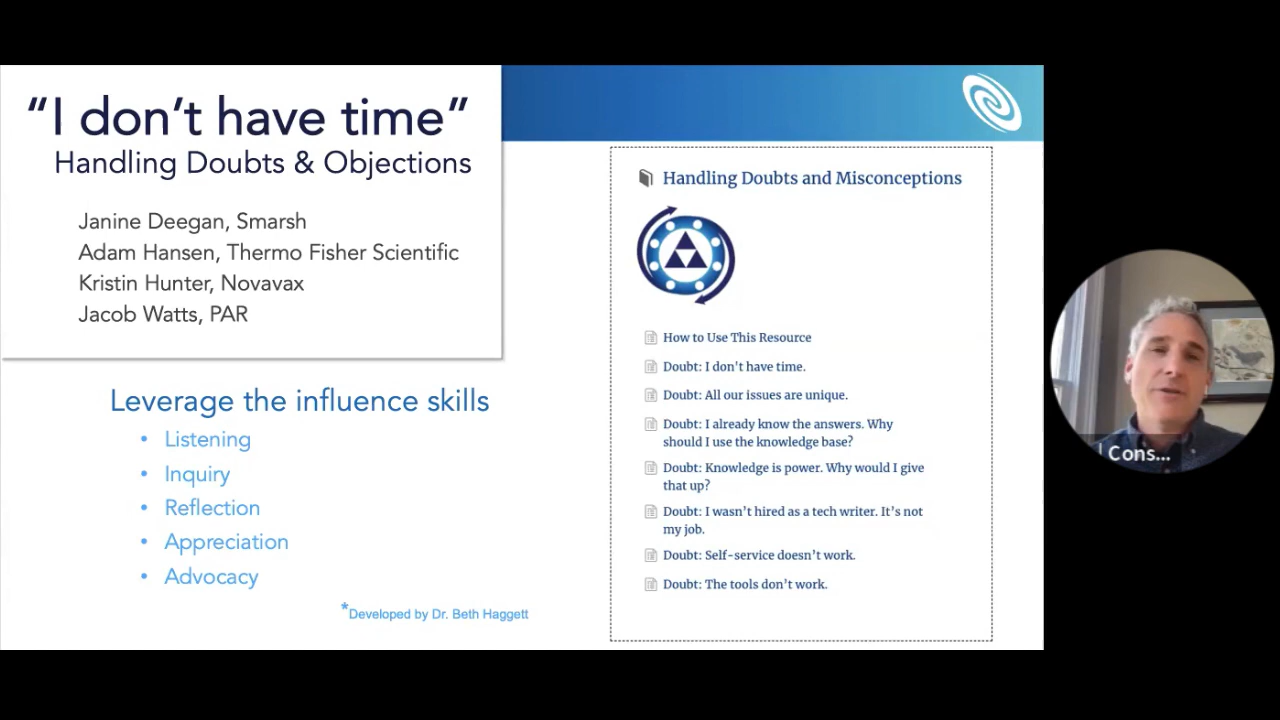 “I don’t have time”
Handling Doubts & Objections
Janine Deegan, Smarsh
Adam Hansen, Thermo Fisher Scientific
Kristin Hunter, Novavax
Jacob Watts, PAR
Leverage the influence skills
• Listening
• Inquiry
• Reflection
• Appreciation
• Advocacy
*Developed by Dr. Beth Haggett
Handling Doubts and Misconceptions
How to Use This Resource
Doubt: I don't have time.
Doubt: All our issues are unique.
Doubt: I already know the answers. Why
should I use the knowledge base?
Doubt: Knowledge is power. Why would I give
that up?
Doubt: I wasn’t hired as a tech writer. It’s not
my job.
Doubt: Self-service doesn’t work.
Doubt: The tools don’t work.
Cons...